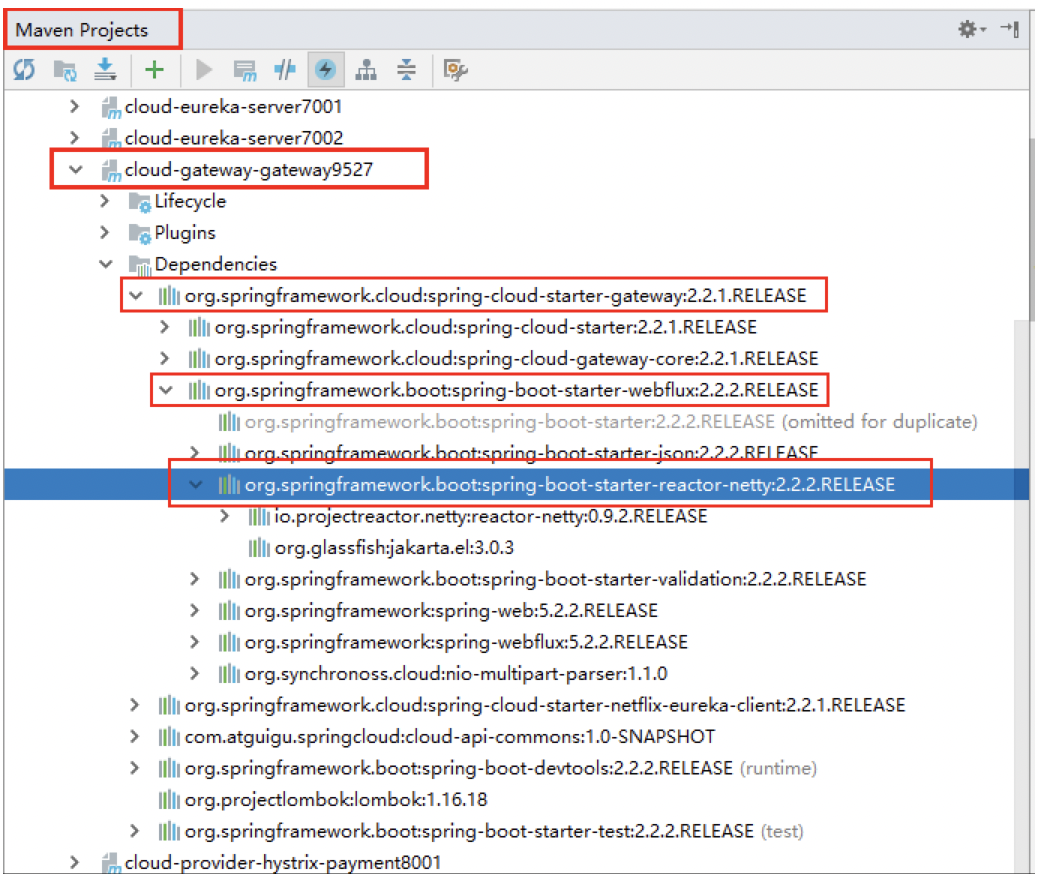 Maven Projects
cloud-eureka-server7001
cloud-eureka-server7002
cloud-gateway-gateway9527
Lifecycle
Plugins
Dependencies
org.springframework.cloud:spring-cloud-starter-gateway:2.2.1.RELEASE
org.springframework.cloud:spring-cloud-starter:2.2.1.RELEASE
org.springframework.cloud:spring-cloud-gateway-core:2.2.1.RELEASE
org.springframework.boot:spring-boot-starter-webflux:2.2.2.RELEASE
org.springframework.boot:spring-boot-starter:2.2.2.RELEASE (omitted for duplicate)
org.springframework.boot:spring-boot-starter-json:2.2.2.RELEASE
org.springframework.boot:spring-boot-starter-reactor-netty:2.2.2.RELEASE
io.projectreactor.netty:reactor-netty:0.9.2.RELEASE
org.glassfish:jakarta.el:3.0.3
org.springframework.boot:spring-boot-starter-validation:2.2.2.RELEASE
org.springframework:spring-web:5.2.2.RELEASE
org.springframework:spring-webflux:5.2.2.RELEASE
org.synchronoss.cloud:nio-multipart-parser:1.1.0
org.springframework.cloud:spring-cloud-starter-netflix-eureka-client:2.2.1.RELEASE
com.atguigu.springcloud:cloud-api-commons:1.0-SNAPSHOT
org.springframework.boot:spring-boot-devtools:2.2.2.RELEASE (runtime)
org.projectlombok:lombok:1.16.18
org.springframework.boot:spring-boot-starter-test:2.2.2.RELEASE (test)
cloud-provider-hystrix-payment8001